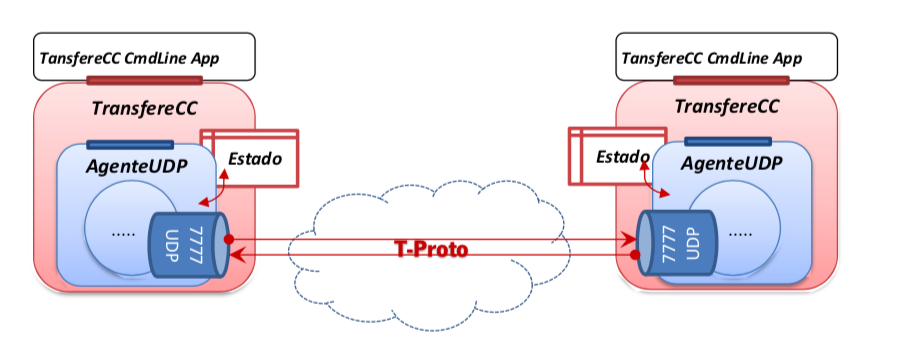 TansfereCC CmdLine App
TansfereCC CmdLine App
TransfereCC
TransfereCC
Estado
Estado
AgenteUDP
AgenteUDP
.....
7777
UDP
T-Proto
7777
UDP
.....